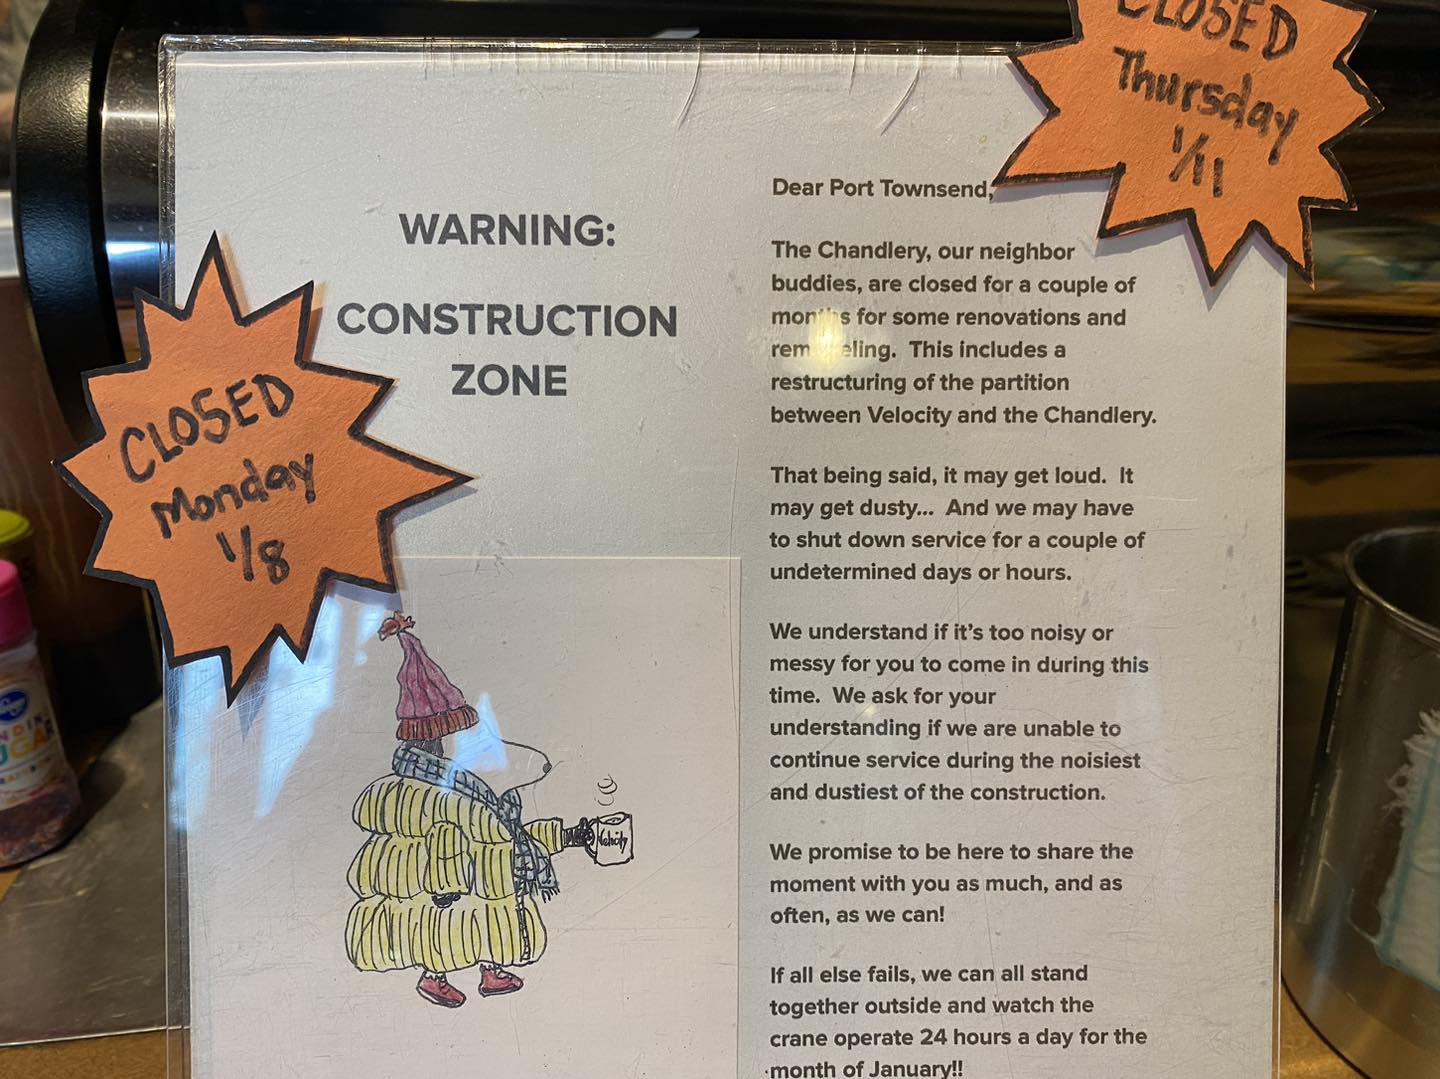 CLOSED
Thursday
1/11
WARNING:
CONSTRUCTION
ZONE
CLOSED
Monday
1/8
Dear Port Townsend,
The Chandlery, our neighbor
buddies, are closed for a couple of
months for some renovations and
remodeling.  This includes a
restructuring of the partition
between Velocity and the Chandlery.
That being said, it may get loud.  It
may get dusty...  And we may have
to shut down service for a couple of
undetermined days or hours.
We understand if it's too noisy or
messy for you to come in during this
time.  We ask for your
understanding if we are unable to
continue service during the noisiest
and dustiest of the construction.
We promise to be here to share the
moment with you as much, and as
often, as we can!
If all else fails, we can all stand
together outside and watch the
crane operate 24 hours a day for the
month of January!!
Velocity